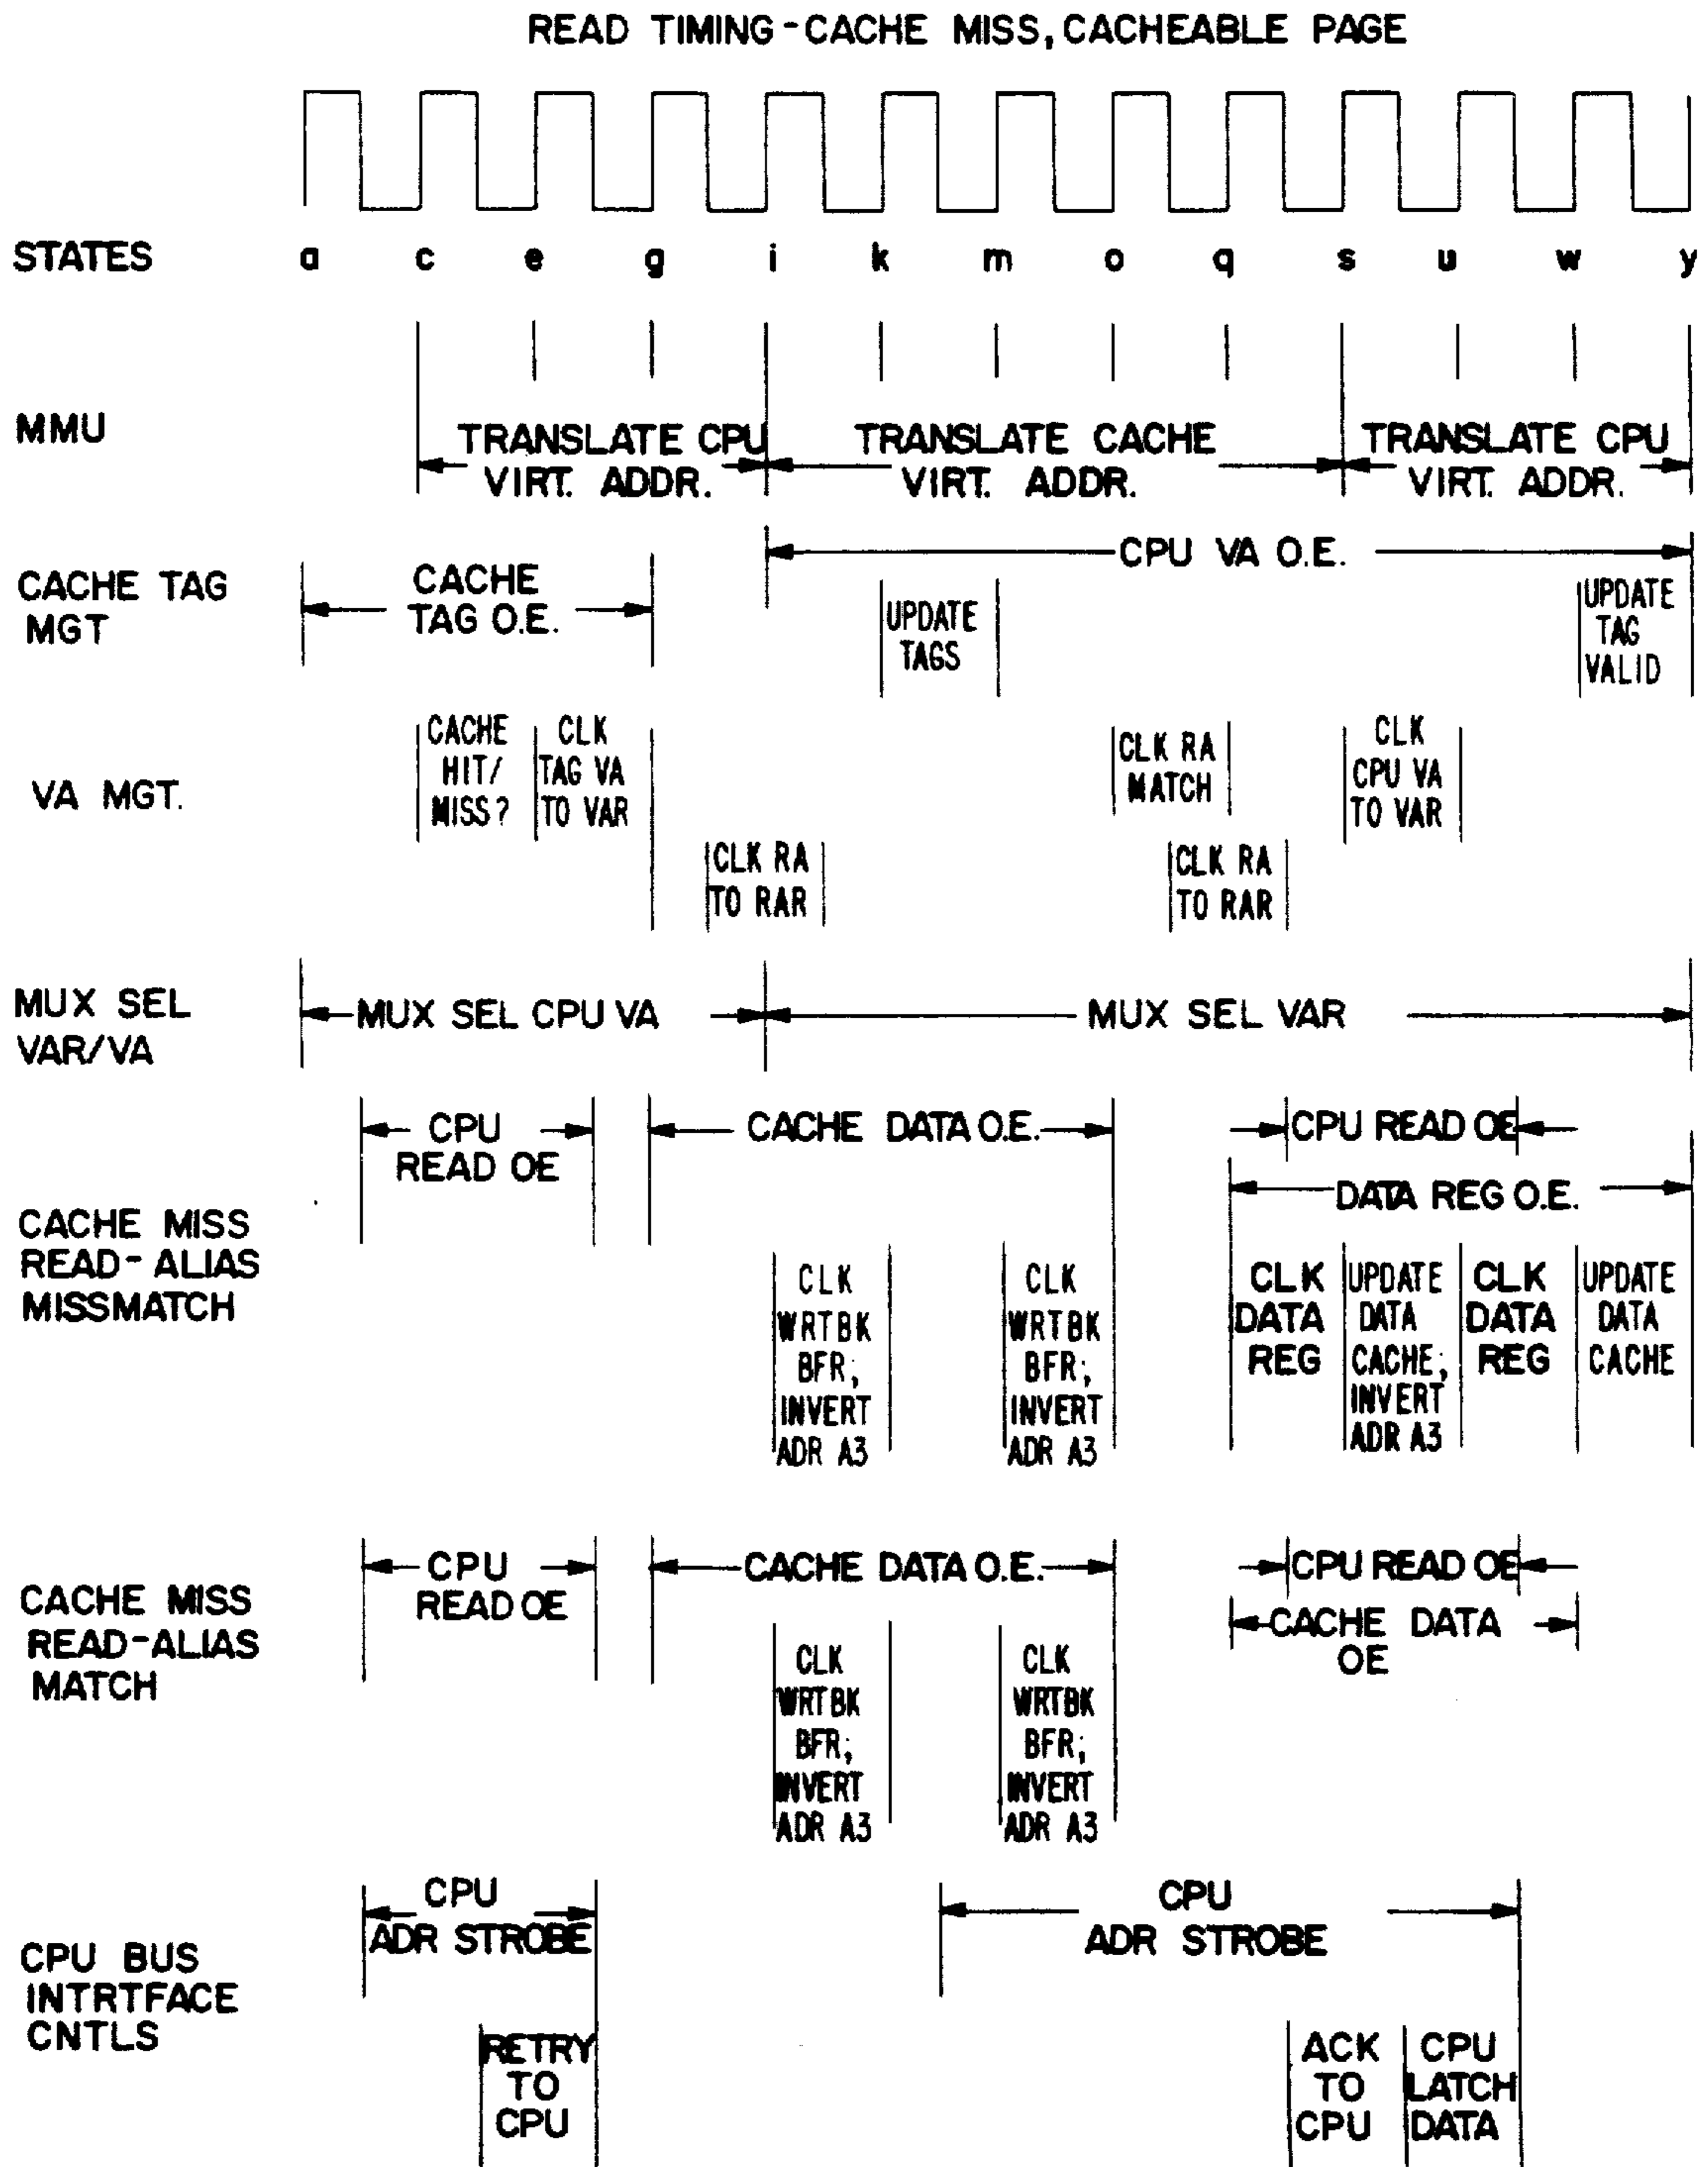 READ TIMING-CACHE MISS, CACHEABLE PAGE
STATES a c e g i k m o q s u w y
MMU
TRANSLATE CPU
VIRT. ADDR.
TRANSLATE CACHE
VIRT. ADDR.
TRANSLATE CPU
VIRT. ADDR.
CACHE TAG
MGT
CACHE
TAG O.E.
CPU VA O.E.
UPDATE
TAGS
UPDATE
TAG
VALID
VA MGT.
CACHE
HIT/
MISS?
CLK
TAG VA
TO VAR
CLK RA
TO RAR
CLK RA
MATCH
CLK RA
TO RAR
CLK
CPU VA
TO VAR
MUX SEL
VAR/VA
MUX SEL CPU VA
MUX SEL VAR
CACHE MISS
READ-ALIAS
MISSMATCH
CPU
READ OE
CACHE DATA O.E.
CPU READ OE
DATA REG O.E.
CLK
WRTBK
BFR;
INVERT
ADR A3
CLK
WRTBK
BFR;
INVERT
ADR A3
CLK
DATA
REG
UPDATE
DATA
CACHE;
INVERT
ADR A3
CLK
DATA
REG
UPDATE
DATA
CACHE
CACHE MISS
READ-ALIAS
MATCH
CPU
READ OE
CACHE DATA O.E.
CPU READ OE
CACHE DATA
OE
CLK
WRTBK
BFR;
INVERT
ADR A3
CLK
WRTBK
BFR;
INVERT
ADR A3
CPU BUS
INTRTFACE
CNTLS
CPU
ADR STROBE
CPU
ADR STROBE
RETRY
TO
CPU
ACK
TO
CPU
CPU
LATCH
DATA